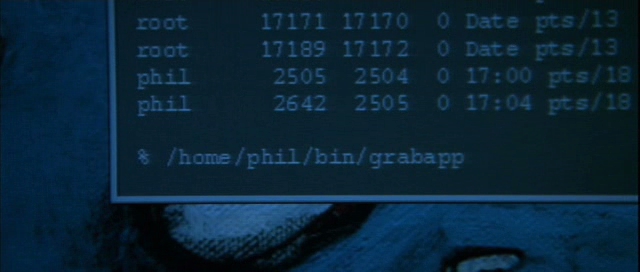 root 17171 17170 0 Date pts/13
root 17189 17172 0 Date pts/13
phil 2505 2504 0 17:00 pts/18
phil 2642 2505 0 17:04 pts/18
% /home/phil/bin/grabapp